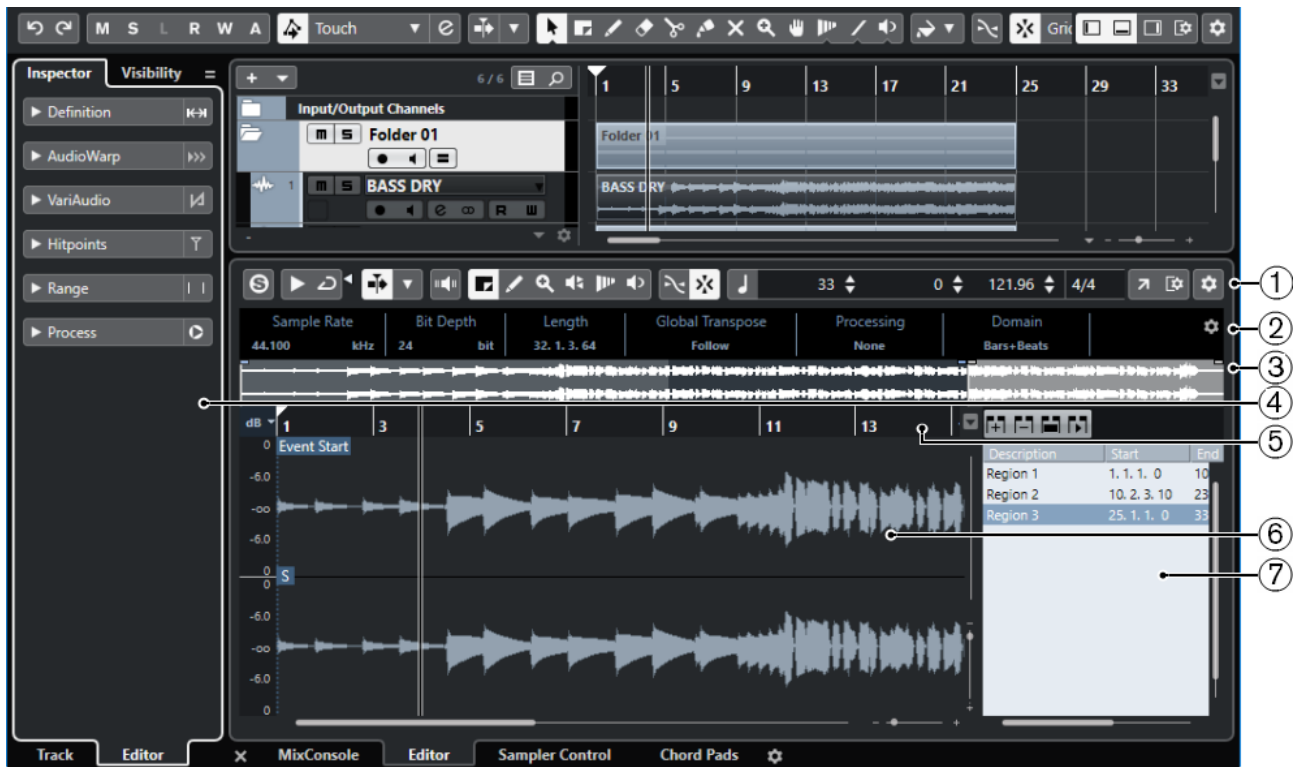 M S L R W A Touch Grid
Inspector Visibility
Definition
AudioWarp
VariAudio
Hitpoints
Range
Process
6/6
Input/Output Channels
m S Folder 01
1 m S BASS DRY
R
1 5 9 13 17 21 25 29 33
Folder 01
BASS DRY
33 0 121.96 4/4
Sample Rate Bit Depth Length Global Transpose Processing Domain
44.100 kHz 24 bit 32. 1. 3. 64 Follow None Bars+Beats
dB 1 3 5 7 9 11 13
Event Start
0
-6.0
-oo
-6.0
0
0
S
-6.0
-oo
-6.0
0
Description Start End
Region 1 1. 1. 1. 0 10
Region 2 10. 2. 3. 10 23
Region 3 25. 1. 1. 0 33
1
2
3
4
5
6
7
Track Editor
MixConsole Editor Sampler Control Chord Pads